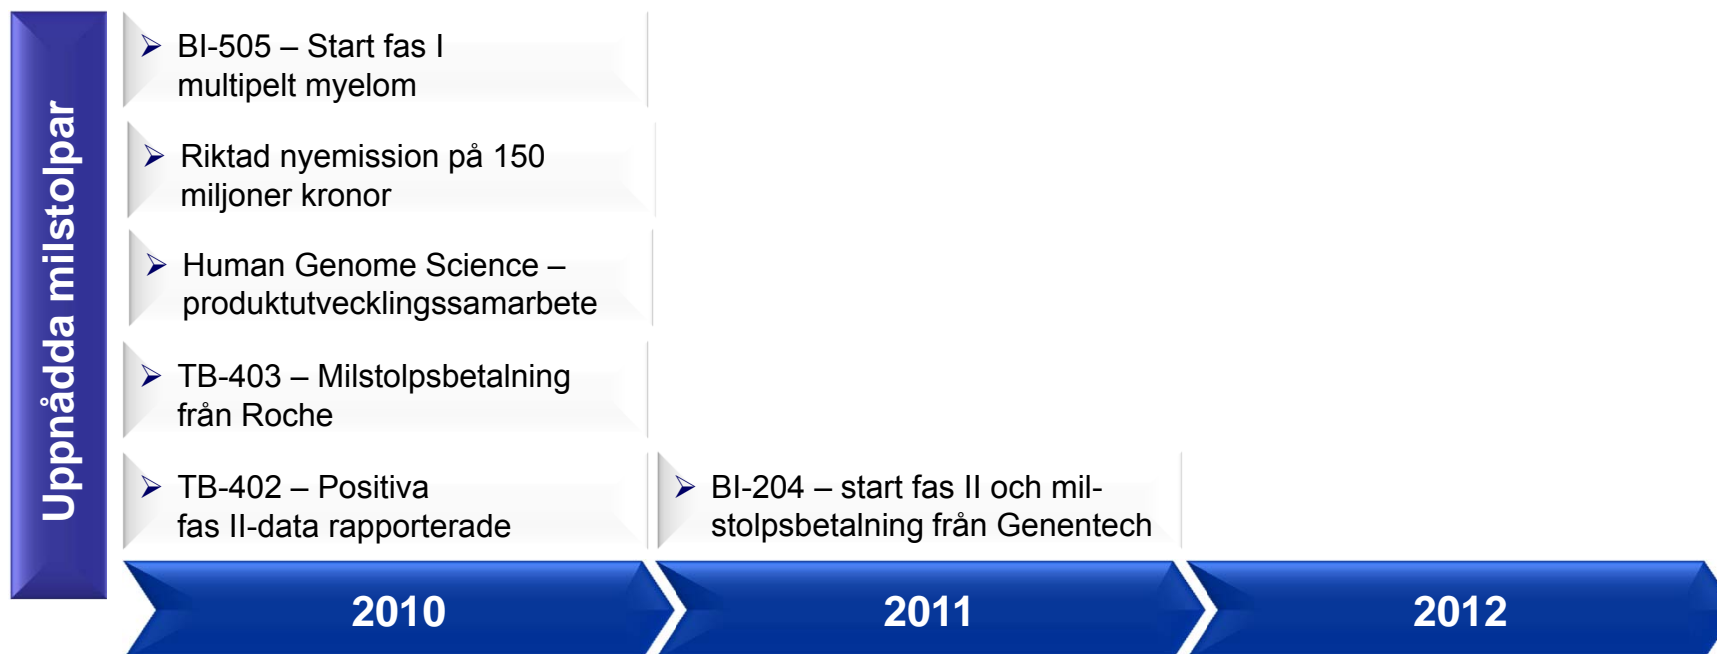 Uppnådda milstolpar
BI-505 – Start fas I
multipelt myelom
Riktad nyemission på 150
miljoner kronor
Human Genome Science –
produktutvecklingssamarbete
TB-403 – Milstolpsbetalning
från Roche
TB-402 – Positiva
fas II-data rapporterade
BI-204 – start fas II och mil-
stolpsbetalning från Genentech
2010
2011
2012